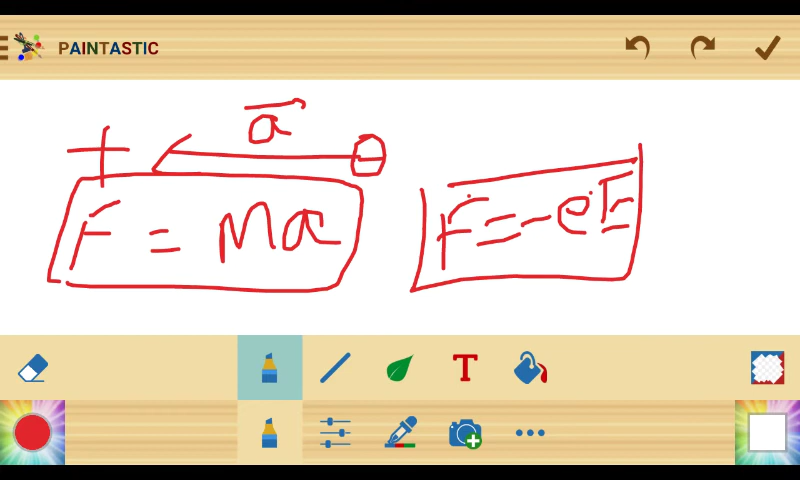 PAINTASTIC
+ a ⊖
F = Ma
F = -eE
T